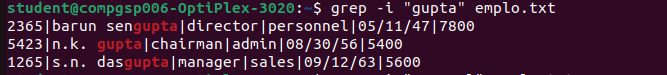 student@compgsp006-OptiPlex-3020:~$ grep -i "gupta" emplo.txt
2365|barun sengupta|director|personnel|05/11/47|7800
5423|n.k. gupta|chairman|admin|08/30/56|5400
1265|s.n. dasgupta|manager|sales|09/12/63|5600